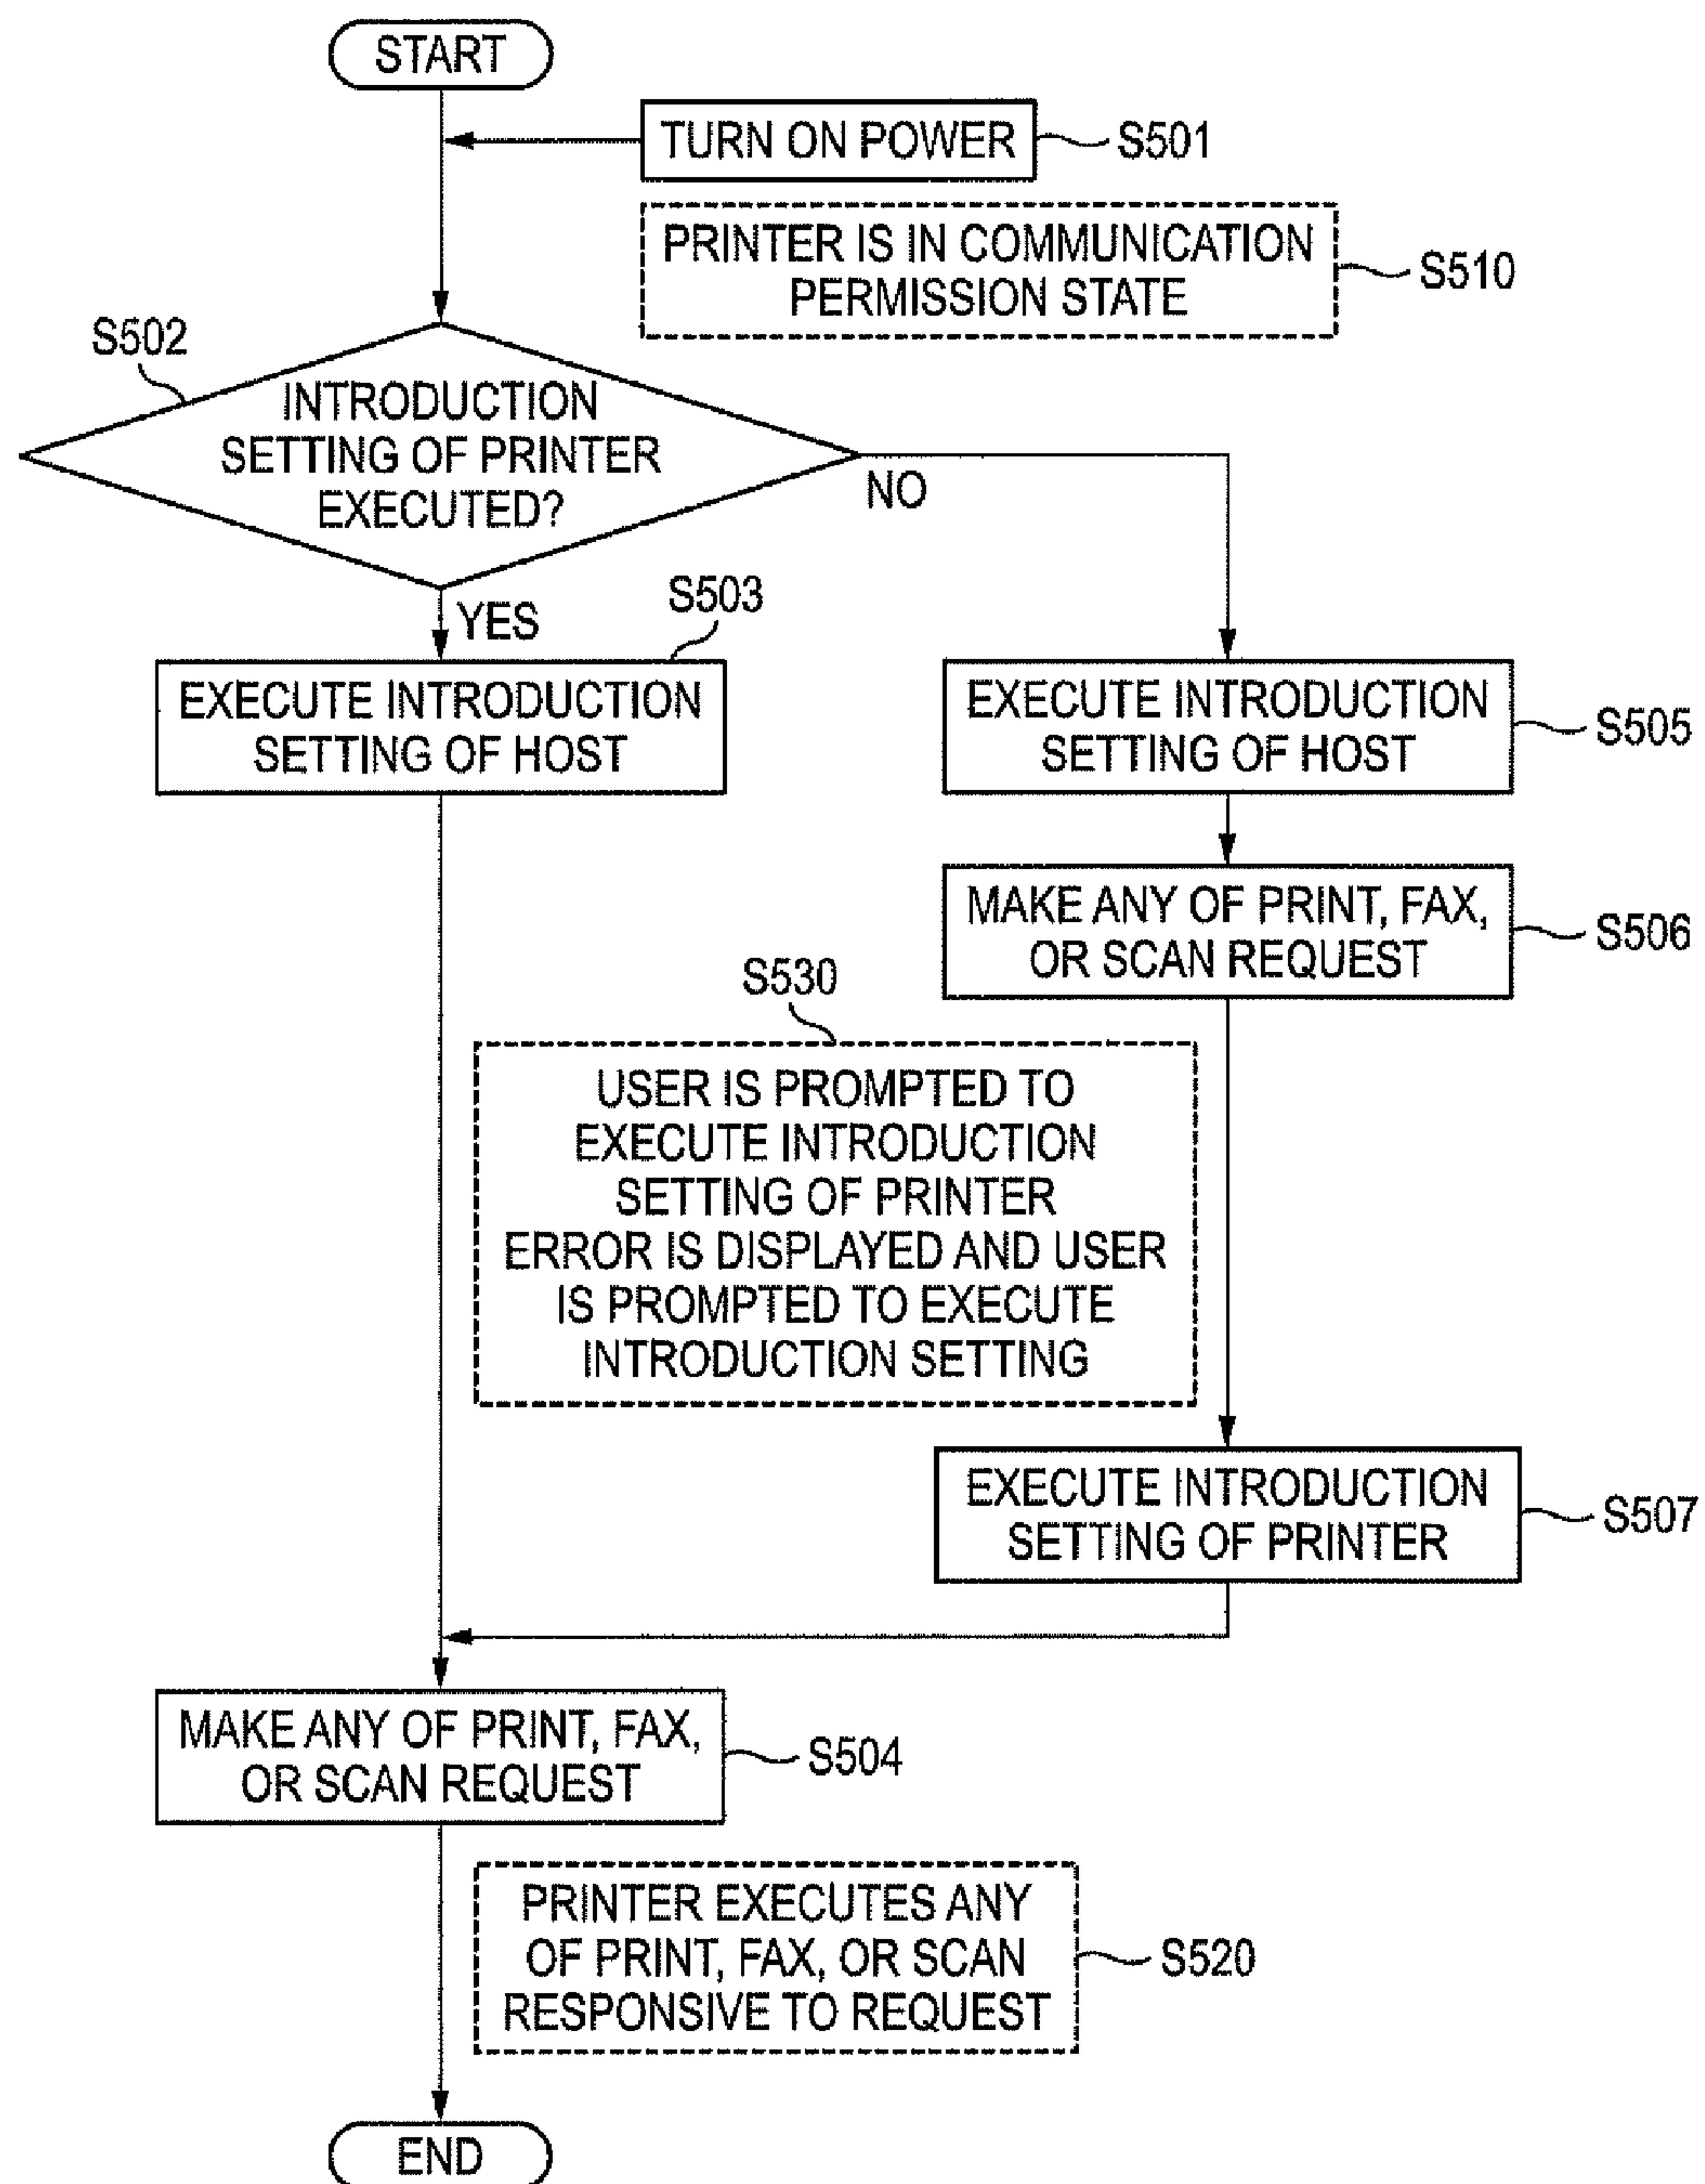 START
TURN ON POWER
S501
PRINTER IS IN COMMUNICATION
PERMISSION STATE
S510
S502
INTRODUCTION
SETTING OF PRINTER
EXECUTED?
NO
YES
S503
EXECUTE INTRODUCTION
SETTING OF HOST
EXECUTE INTRODUCTION
SETTING OF HOST
S505
MAKE ANY OF PRINT, FAX,
OR SCAN REQUEST
S506
S530
USER IS PROMPTED TO
EXECUTE INTRODUCTION
SETTING OF PRINTER
ERROR IS DISPLAYED AND USER
IS PROMPTED TO EXECUTE
INTRODUCTION SETTING
EXECUTE INTRODUCTION
SETTING OF PRINTER
S507
MAKE ANY OF PRINT, FAX,
OR SCAN REQUEST
S504
PRINTER EXECUTES ANY
OF PRINT, FAX, OR SCAN
RESPONSIVE TO REQUEST
S520
END